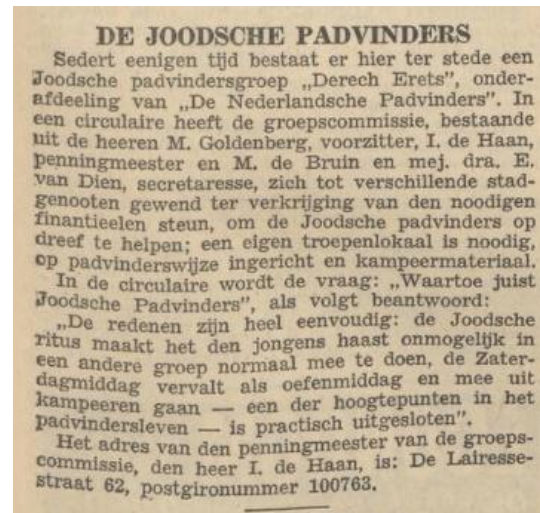 DE JOODSCHE PADVINDERS
Sedert eenigen tijd bestaat er hier ter stede een
Joodsche padvindersgroep „Derech Erets”, onder-
afdeeling van „De Nederlandsche Padvinders”. In
een circulaire heeft de groepscommissie, bestaande
uit de heeren M. Goldenberg, voorzitter, I. de Haan,
penningmeester en M. de Bruin en mej. dra. E.
van Dien, secretaresse, zich tot verschillende stad-
genooten gewend ter verkrijging van den noodigen
finantieelen steun, om de Joodsche padvinders op
dreef te helpen; een eigen troepenlokaal is noodig,
op padvinderswijze ingericht en kampeermateriaal.
In de circulaire wordt de vraag: „Waartoe juist
Joodsche Padvinders”, als volgt beantwoord:
„De redenen zijn heel eenvoudig: de Joodsche
ritus maakt het den jongens haast onmogelijk in
een andere groep normaal mee te doen, de Zater-
dagmiddag vervalt als oefenmiddag en mee uit
kampeeren gaan — een der hoogtepunten in het
padvindersleven — is practisch uitgesloten”.
Het adres van den penningmeester van de groeps-
commissie, den heer I. de Haan, is: De Lairesse-
straat 62, postgironummer 100763.